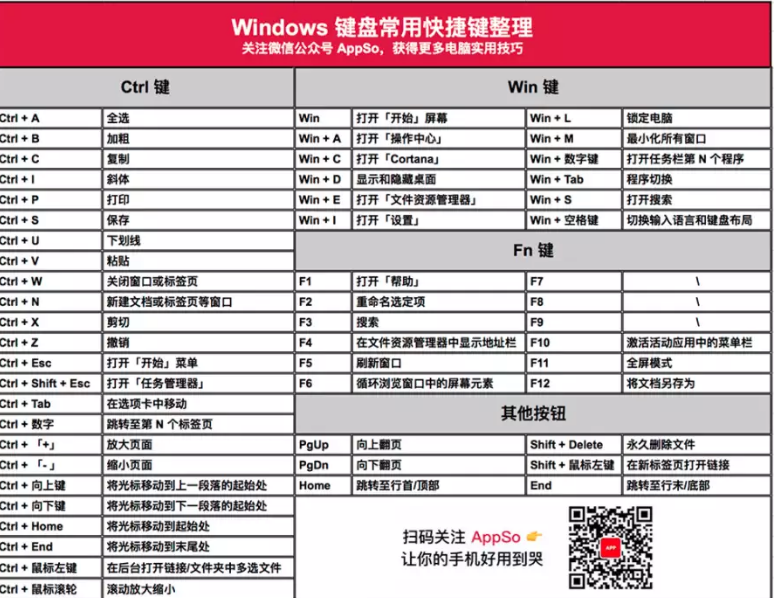 Windows 键盘常用快捷键整理
关注微信公众号 AppSo，获得更多电脑实用技巧
Ctrl 键
Ctrl + A 全选
Ctrl + B 加粗
Ctrl + C 复制
Ctrl + I 斜体
Ctrl + P 打印
Ctrl + S 保存
Ctrl + U 下划线
Ctrl + V 粘贴
Ctrl + W 关闭窗口或标签页
Ctrl + N 新建文档或标签页等窗口
Ctrl + X 剪切
Ctrl + Z 撤销
Ctrl + Esc 打开「开始」菜单
Ctrl + Shift + Esc 打开「任务管理器」
Ctrl + Tab 在选项卡中移动
Ctrl + 数字 跳转至第 N 个标签页
Ctrl + 「+」 放大页面
Ctrl + 「- 」 缩小页面
Ctrl + 向上键 将光标移动到上一段落的起始处
Ctrl + 向下键 将光标移动到下一段落的起始处
Ctrl + Home 将光标移动到起始处
Ctrl + End 将光标移动到末尾处
Ctrl + 鼠标左键 在后台打开链接/文件夹中多选文件
Ctrl + 鼠标滚轮 滚动放大缩小
Win 键
Win 打开「开始」屏幕 Win + L 锁定电脑
Win + A 打开「操作中心」 Win + M 最小化所有窗口
Win + C 打开「Cortana」 Win + 数字键 打开任务栏第 N 个程序
Win + D 显示和隐藏桌面 Win + Tab 程序切换
Win + E 打开「文件资源管理器」 Win + S 打开搜索
Win + I 打开「设置」 Win + 空格键 切换输入语言和键盘布局
Fn 键
F1 打开「帮助」 F7 \
F2 重命名选定项 F8 \
F3 搜索 F9 \
F4 在文件资源管理器中显示地址栏 F10 激活活动应用中的菜单栏
F5 刷新窗口 F11 全屏模式
F6 循环浏览窗口中的屏幕元素 F12 将文档另存为
其他按钮
PgUp 向上翻页 Shift + Delete 永久删除文件
PgDn 向下翻页 Shift + 鼠标左键 在新标签页打开链接
Home 跳转至行首/顶部 End 跳转至行末/底部
扫码关注 AppSo 👉
让你的手机好用到哭
APP